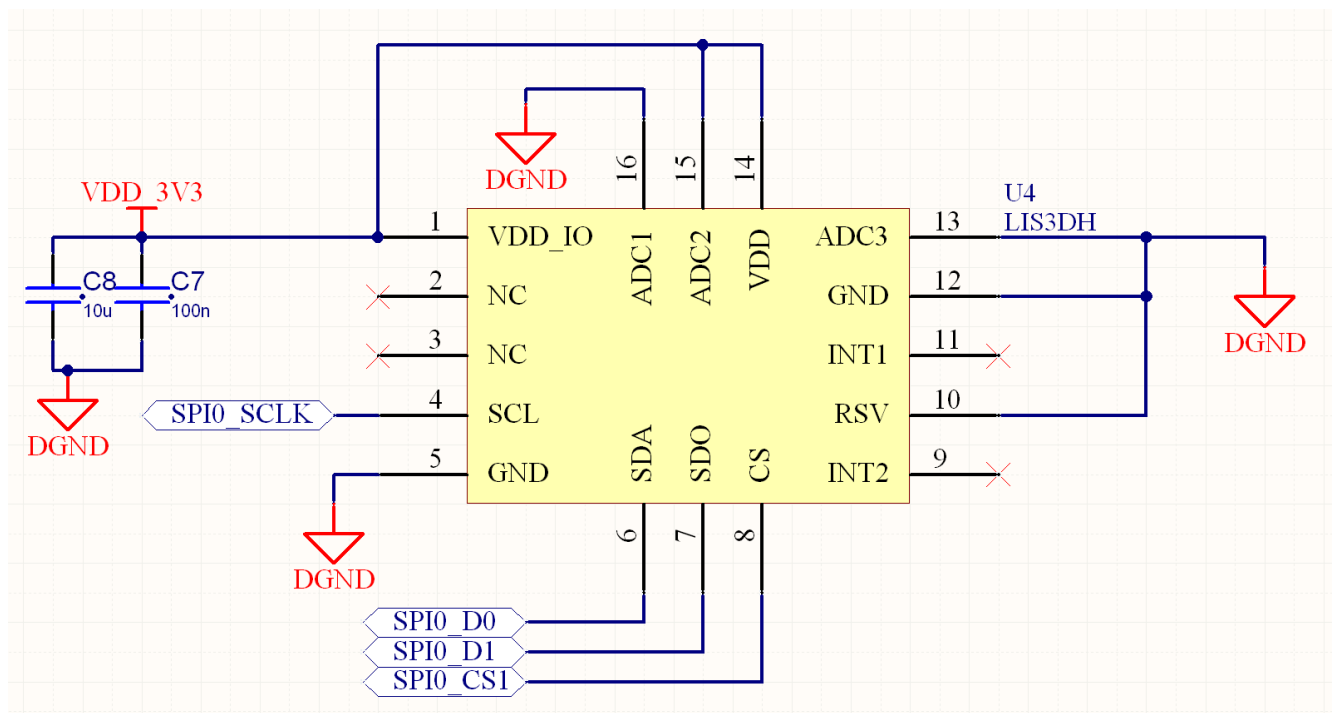 DGND
16
15
14
VDD_3V3
U4
LIS3DH
1
VDD_IO
ADC1
ADC2
VDD
ADC3
13
C8
10u
C7
100n
2
NC
GND
12
3
NC
INT1
11
DGND
DGND
SPI0_SCLK
4
SCL
RSV
10
5
GND
SDA
SDO
CS
INT2
9
DGND
6
7
8
SPI0_D0
SPI0_D1
SPI0_CS1